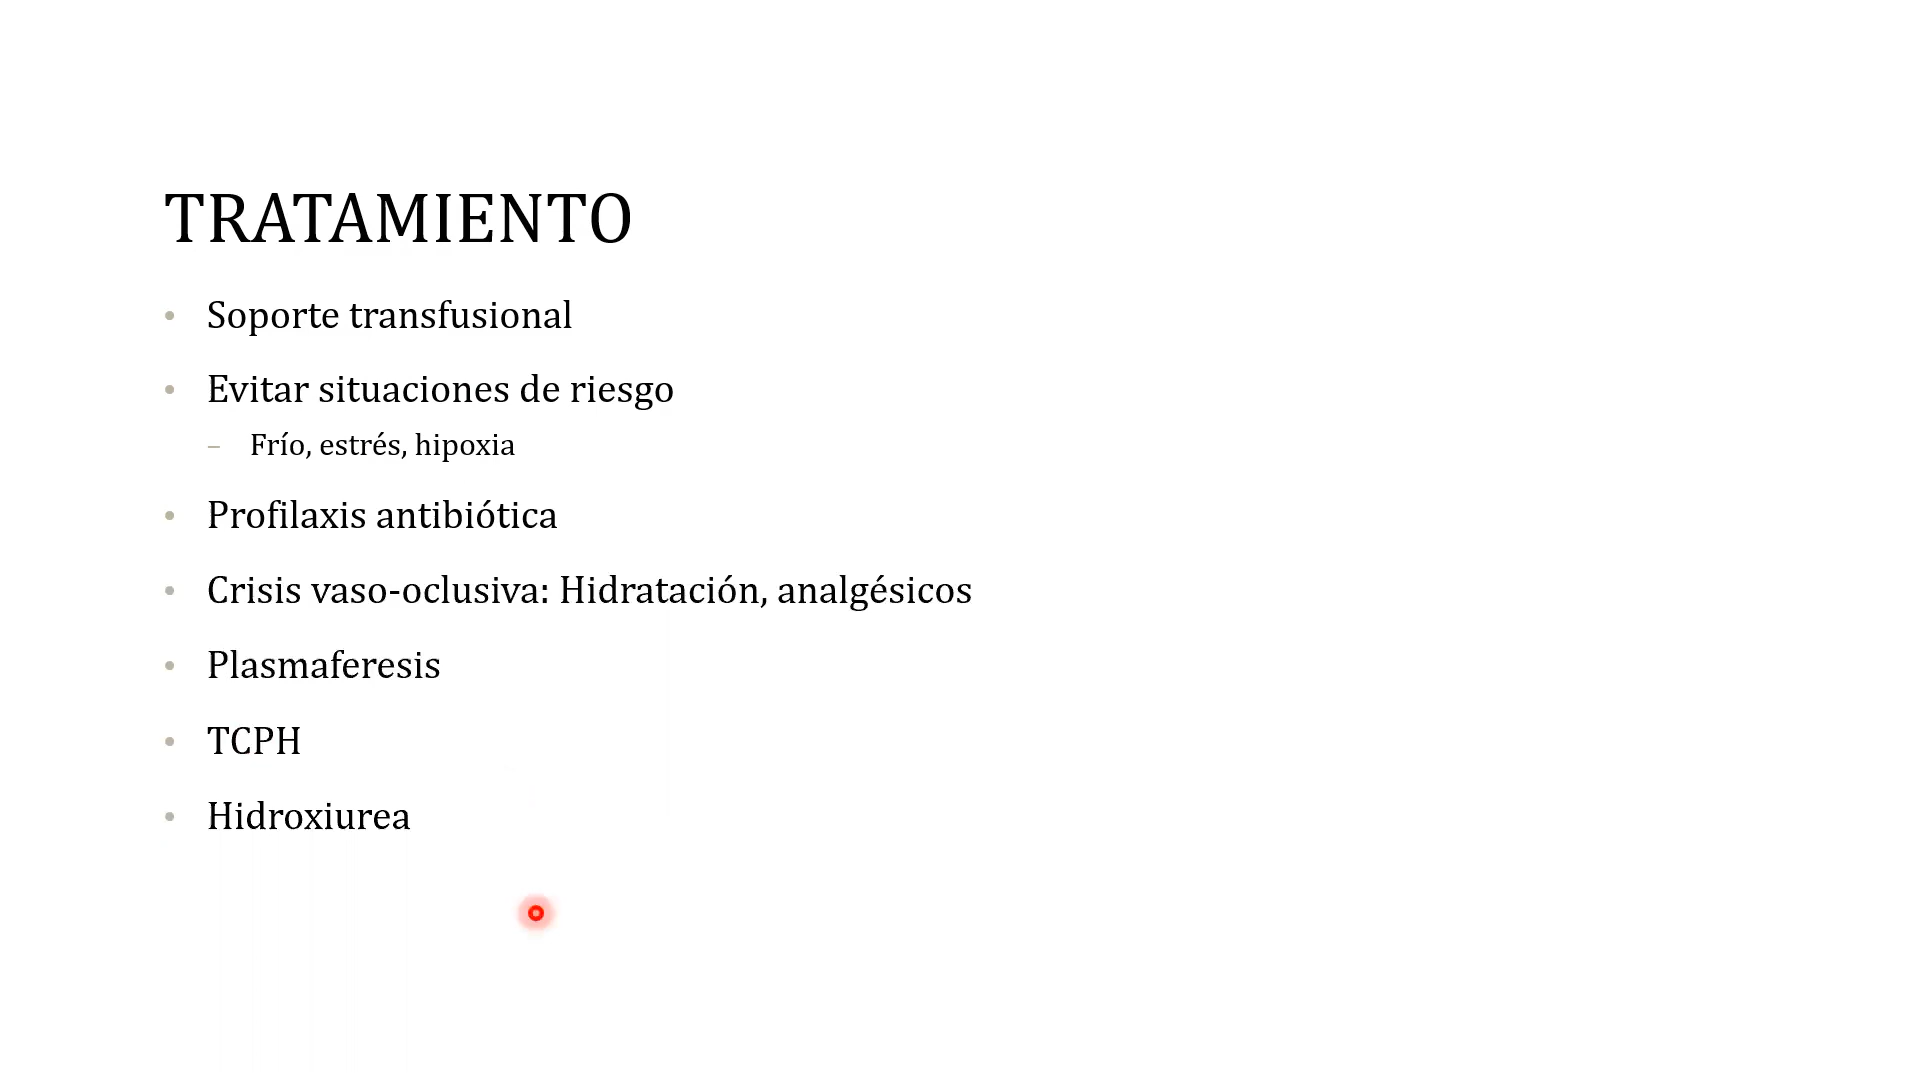 TRATAMIENTO
• Soporte transfusional
• Evitar situaciones de riesgo
– Frío, estrés, hipoxia
• Profilaxis antibiótica
• Crisis vaso-oclusiva: Hidratación, analgésicos
• Plasmaferesis
• TCPH
• Hidroxiurea